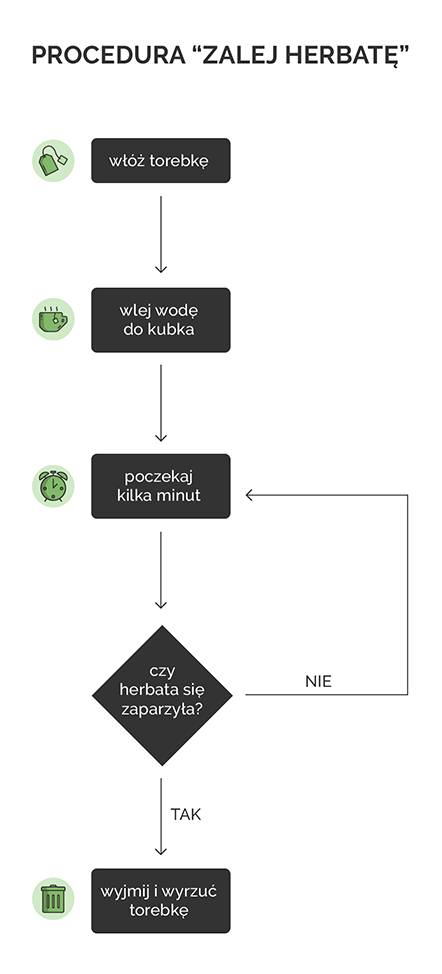 PROCEDURA “ZALEJ HERBATĘ”
włóż torebkę
wlej wodę
do kubka
poczekaj
kilka minut
czy
herbata się
zaparzyła?
NIE
TAK
wyjmij i wyrzuć
torebkę